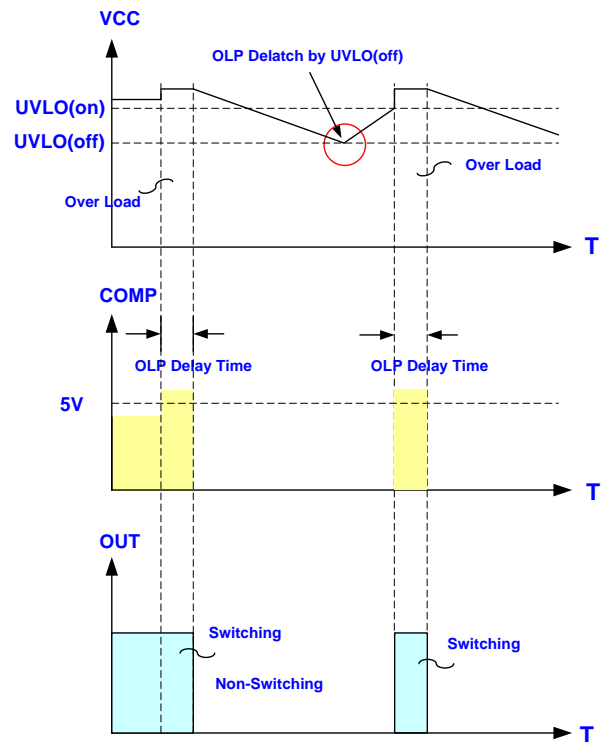 VCC
OLP Delatch by UVLO(off)
UVLO(on)
UVLO(off)
Over Load
Over Load
T
COMP
OLP Delay Time
OLP Delay Time
5V
T
OUT
Switching
Switching
Non-Switching
T